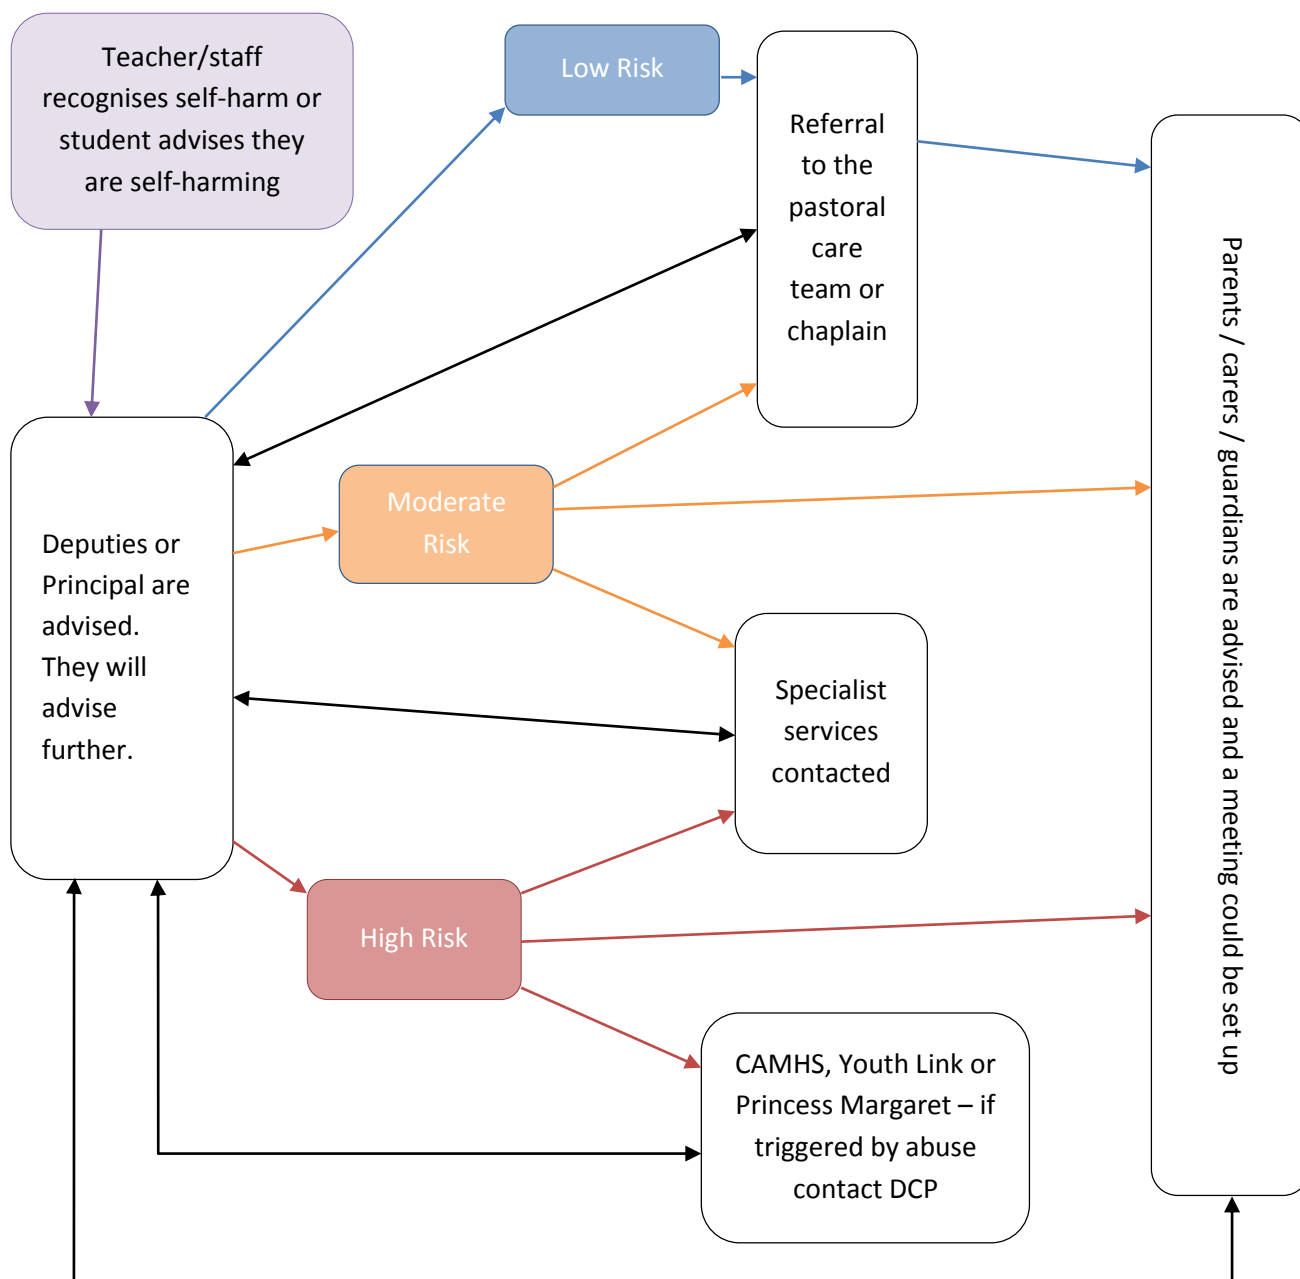 Teacher/staff
recognises self-harm or
student advises they
are self-harming
Low Risk
Referral
to the
pastoral
care
team or
chaplain
Parents / carers / guardians are advised and a meeting could be set up
Deputies or
Principal are
advised.
They will
advise
further.
Moderate
Risk
Specialist
services
contacted
High Risk
CAMHS, Youth Link or
Princess Margaret – if
triggered by abuse
contact DCP